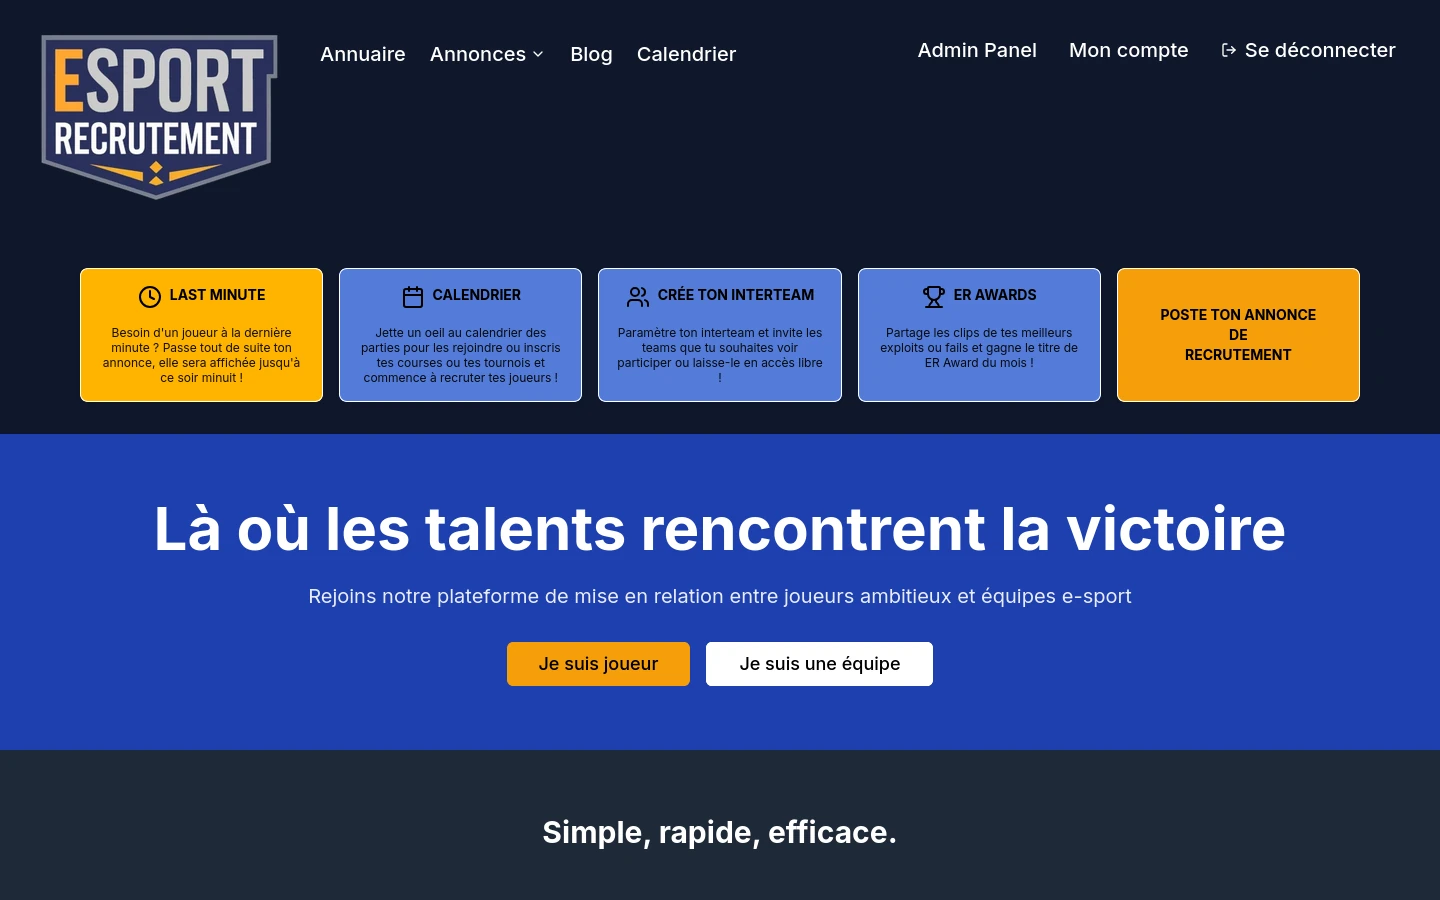 ESPORT
RECRUTEMENT
Annuaire
Annonces
Blog
Calendrier
Admin Panel
Mon compte
Se déconnecter
LAST MINUTE
Besoin d'un joueur à la dernière
minute ? Passe tout de suite ton
annonce, elle sera affichée jusqu'à
ce soir minuit !
CALENDRIER
Jette un oeil au calendrier des
parties pour les rejoindre ou inscris
tes courses ou tes tournois et
commence à recruter tes joueurs !
CRÉE TON INTERTEAM
Paramètre ton interteam et invite les
teams que tu souhaites voir
participer ou laisse-le en accès libre
!
ER AWARDS
Partage les clips de tes meilleurs
exploits ou fails et gagne le titre de
ER Award du mois !
POSTE TON ANNONCE
DE
RECRUTEMENT
Là où les talents rencontrent la victoire
Rejoins notre plateforme de mise en relation entre joueurs ambitieux et équipes e-sport
Je suis joueur
Je suis une équipe
Simple, rapide, efficace.